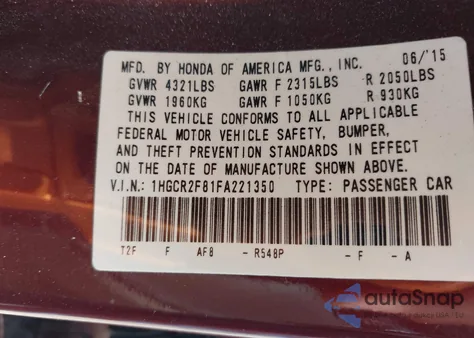 MFD. BY HONDA OF AMERICA MFG., INC. 06/'15
GVWR 4321LBS GAWR F 2315LBS R 2050LBS
GVWR 1960KG GAWR F 1050KG R 930KG
THIS VEHICLE CONFORMS TO ALL APPLICABLE
FEDERAL MOTOR VEHICLE SAFETY, BUMPER,
AND THEFT PREVENTION STANDARDS IN EFFECT
ON THE DATE OF MANUFACTURE SHOWN ABOVE.
V.I.N.: 1HGCR2F81FA221350 TYPE: PASSENGER CAR
T2F F AF8 - R548P - F - A
autaSnap